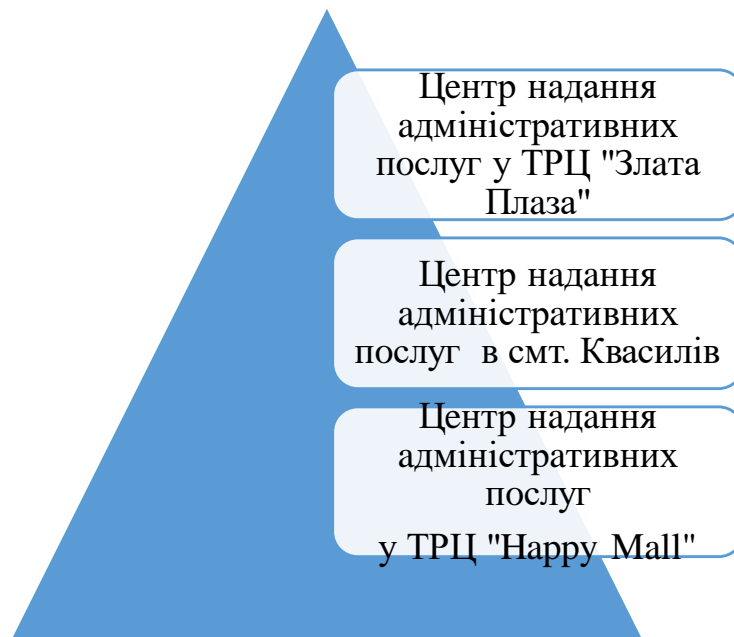 Центр надання
адміністративних
послуг у ТРЦ "Злата
Плаза"
Центр надання
адміністративних
послуг  в смт. Квасилів
Центр надання
адміністративних
послуг
у ТРЦ "Happy Mall"